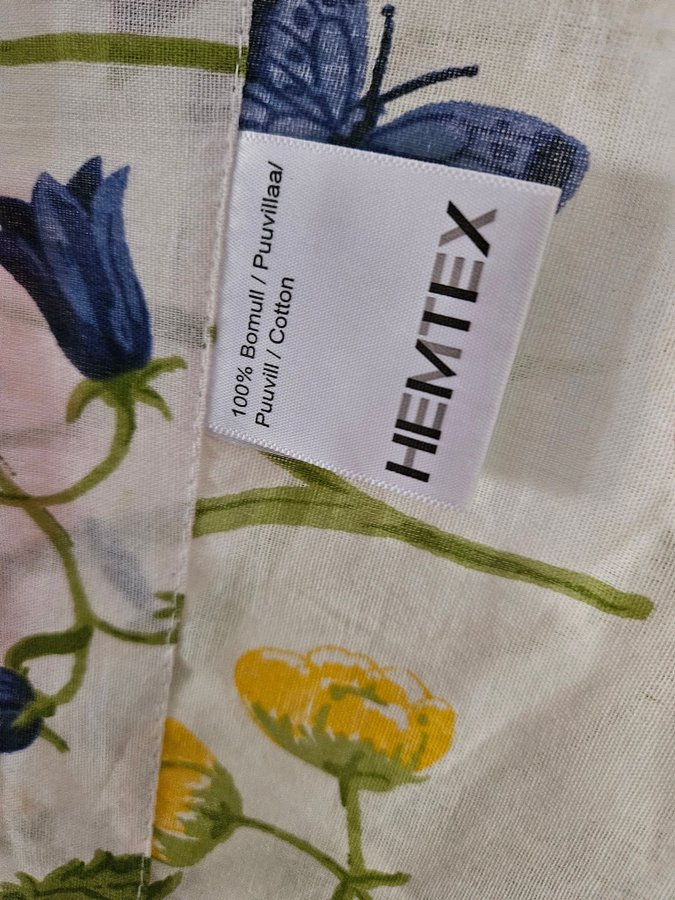 100% Bomull / Puuvillaa/
Puuvill / Cotton
HEMTEX